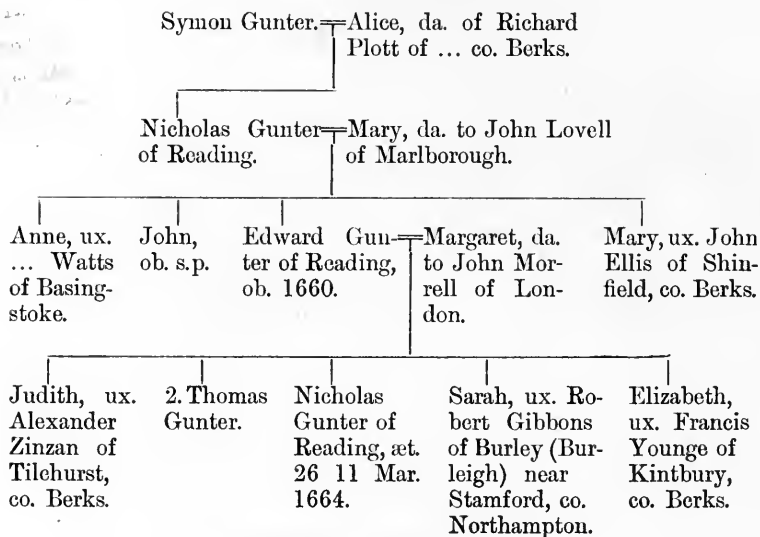 Symon Gunter.=Alice, da. of Richard
Plott of ... co. Berks.
Nicholas Gunter=Mary, da. to John Lovell
of Reading. of Marlborough.
Anne, ux.
... Watts
of Basing-
stoke.
John,
ob. s.p.
Edward Gun-
ter of Reading,
ob. 1660.
=Margaret, da.
to John Mor-
rell of Lon-
don.
Mary, ux. John
Ellis of Shin-
field, co. Berks.
Judith, ux.
Alexander
Zinzan of
Tilehurst,
co. Berks.
2. Thomas
Gunter.
Nicholas
Gunter of
Reading, æt.
26 11 Mar.
1664.
Sarah, ux. Ro-
bert Gibbons
of Burley (Bur-
leigh) near
Stamford, co.
Northampton.
Elizabeth,
ux. Francis
Younge of
Kintbury,
co. Berks.